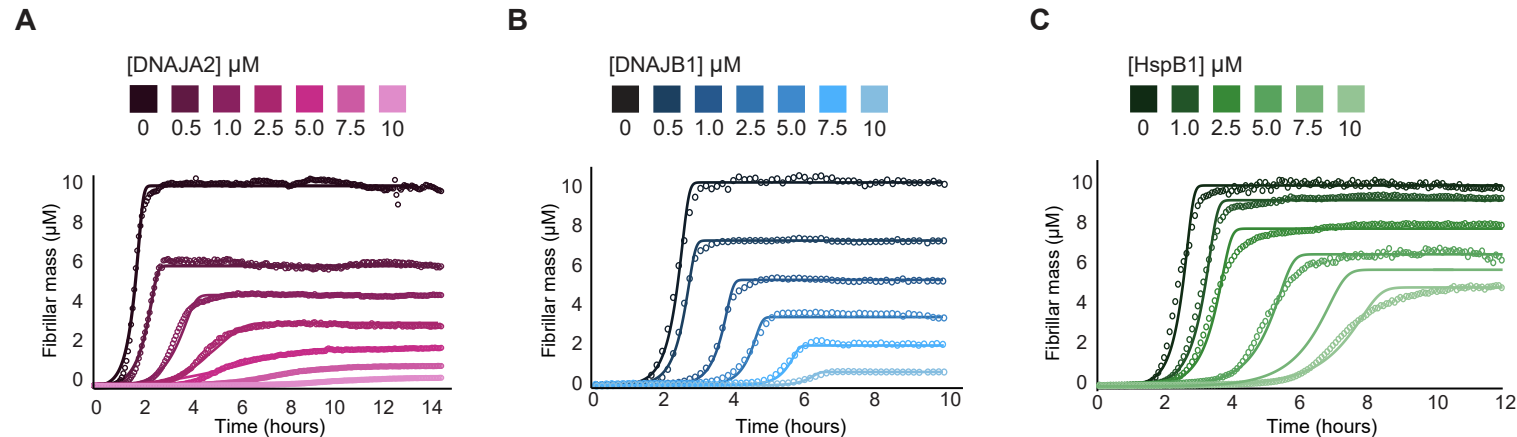 A
[DNAJA2] µM
0 0.5 1.0 2.5 5.0 7.5 10
Fibrillar mass (µM)
10
8
6
4
2
0
0 2 4 6 8 10 12 14
Time (hours)
B
[DNAJB1] µM
0 0.5 1.0 2.5 5.0 7.5 10
Fibrillar mass (µM)
10
8
6
4
2
0
0 2 4 6 8 10
Time (hours)
C
[HspB1] µM
0 1.0 2.5 5.0 7.5 10
Fibrillar mass (µM)
10
8
6
4
2
0
0 2 4 6 8 10 12
Time (hours)